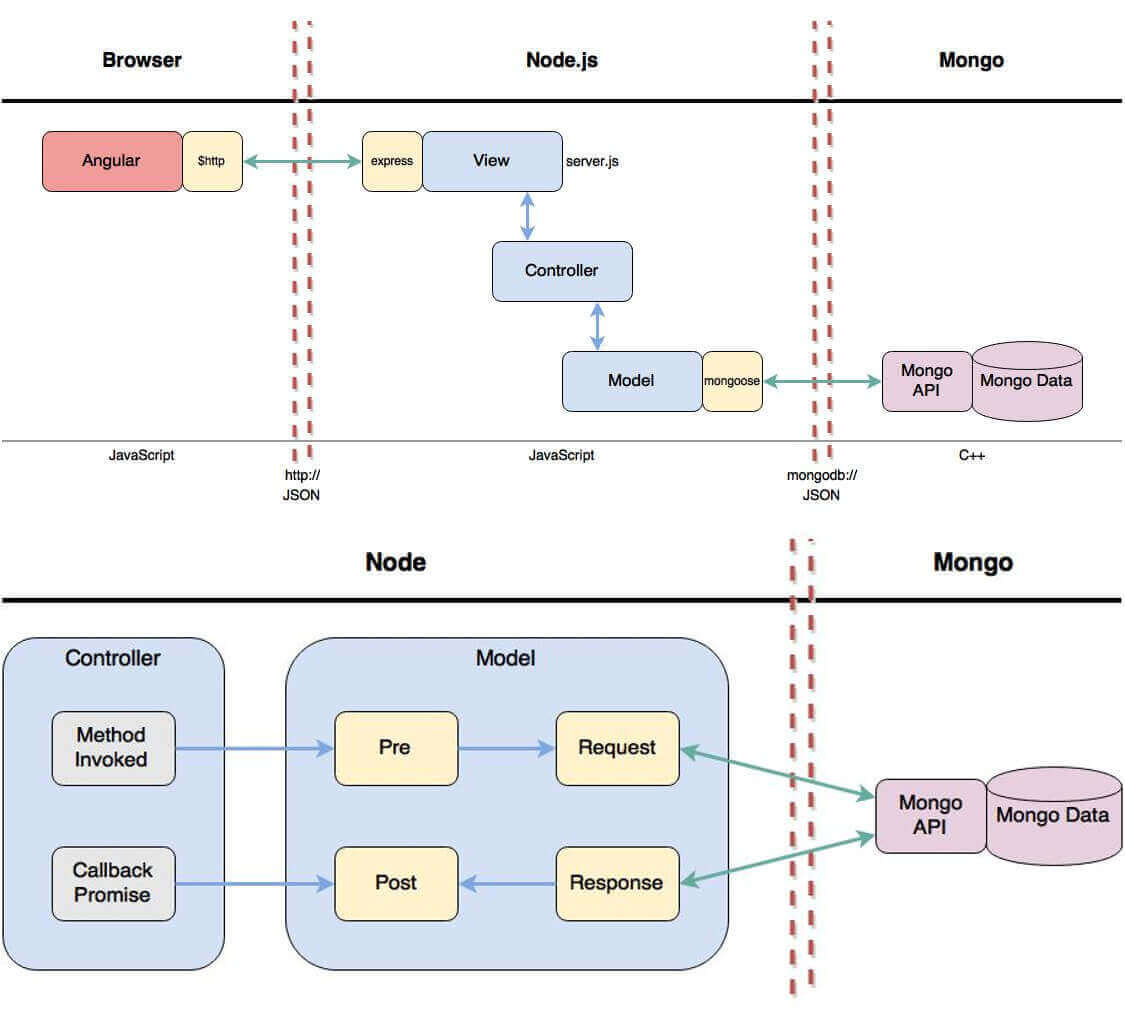 Browser
Node.js
Mongo
Angular
$http
express
View
server.js
Controller
Model
mongoose
Mongo
API
Mongo Data
JavaScript
JavaScript
C++
http://
JSON
mongodb://
JSON
Node
Mongo
Controller
Model
Method
Invoked
Pre
Request
Mongo
API
Mongo Data
Callback
Promise
Post
Response